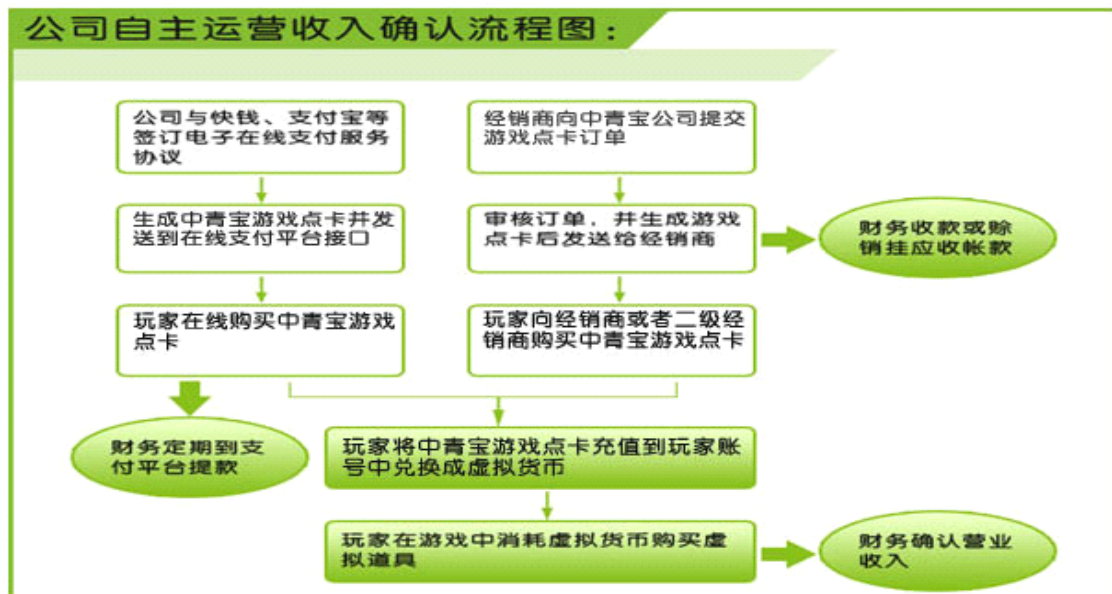 公司自主运营收入确认流程图：
公司与快钱、支付宝等
签订电子在线支付服务
协议
经销商向中青宝公司提交
游戏点卡订单
生成中青宝游戏点卡并发
送到在线支付平台接口
审核订单，并生成游戏
点卡后发送给经销商
财务收款或赊
销挂应收帐款
玩家在线购买中青宝游戏
点卡
玩家向经销商或者二级经
销商购买中青宝游戏点卡
财务定期到支
付平台提款
玩家将中青宝游戏点卡充值到玩家账
号中兑换成虚拟货币
玩家在游戏中消耗虚拟货币购买虚
拟道具
财务确认营业
收入